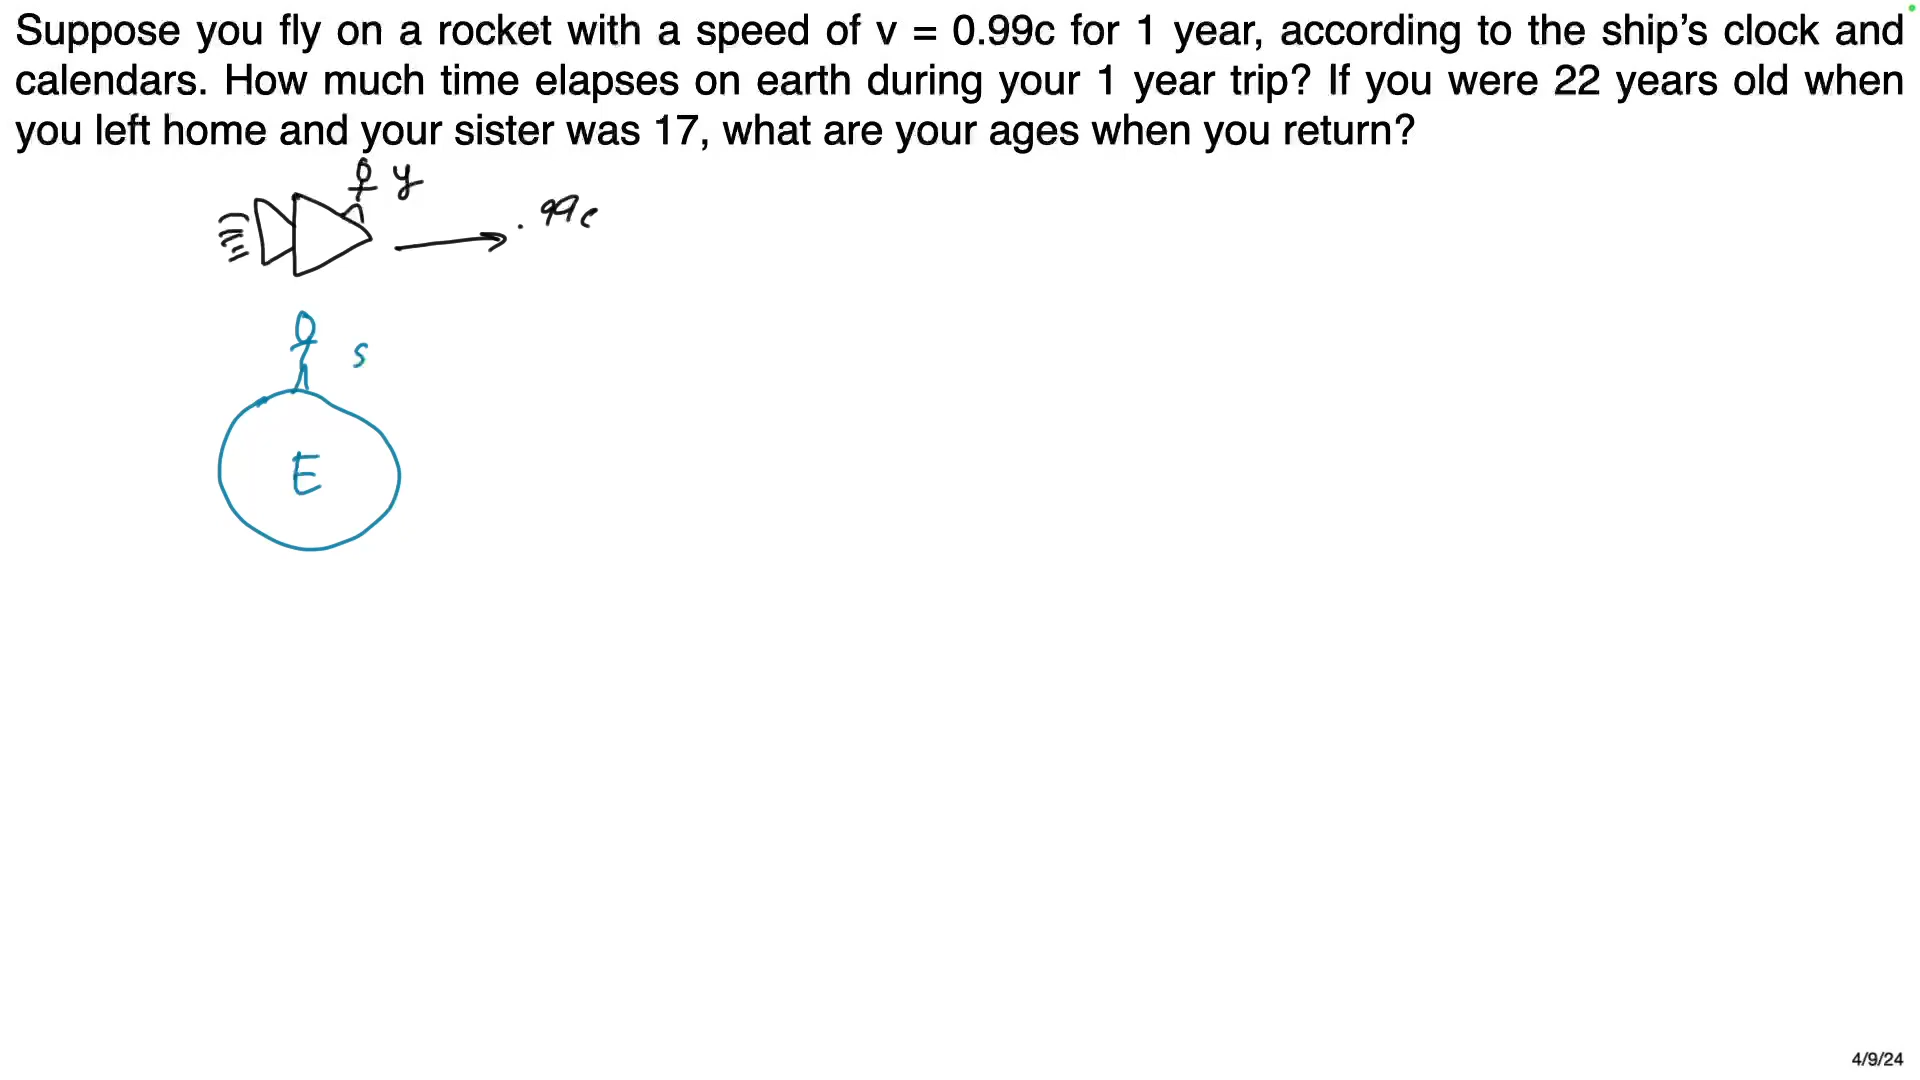 Suppose you fly on a rocket with a speed of v = 0.99c for 1 year, according to the ship’s clock and
calendars. How much time elapses on earth during your 1 year trip? If you were 22 years old when
you left home and your sister was 17, what are your ages when you return?
y
.99c
s
E
4/9/24